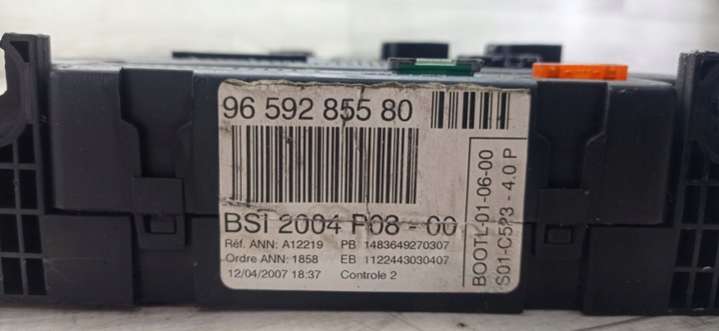 96 592 855 80
BSI 2004 P08 - 00
Réf. ANN: A12219 PB 1483649270307
Ordre ANN: 1858 EB 1122443030407
12/04/2007 18:37 Controle 2
BOOTL-01-06-00
S01-C5P3 - 4.0 P